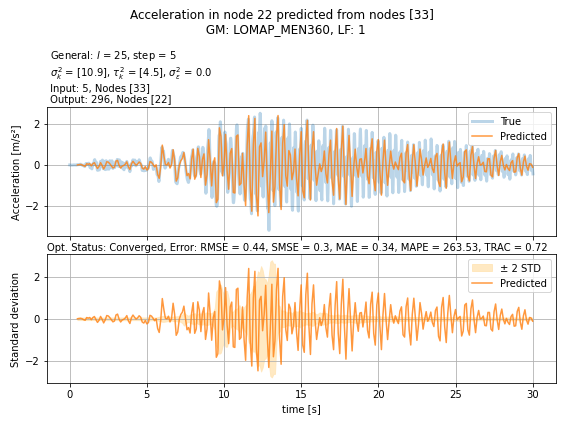 Acceleration in node 22 predicted from nodes [33]
GM: LOMAP_MEN360, LF: 1
General: l = 25, step = 5
σ²ₖ = [10.9], τ²ₖ = [4.5], σ²ε = 0.0
Input: 5, Nodes [33]
Output: 296, Nodes [22]
Acceleration [m/s²]
2
0
−2
True
Predicted
Opt. Status: Converged, Error: RMSE = 0.44, SMSE = 0.3, MAE = 0.34, MAPE = 263.53, TRAC = 0.72
Standard deviation
2
0
−2
± 2 STD
Predicted
0 5 10 15 20 25 30
time [s]